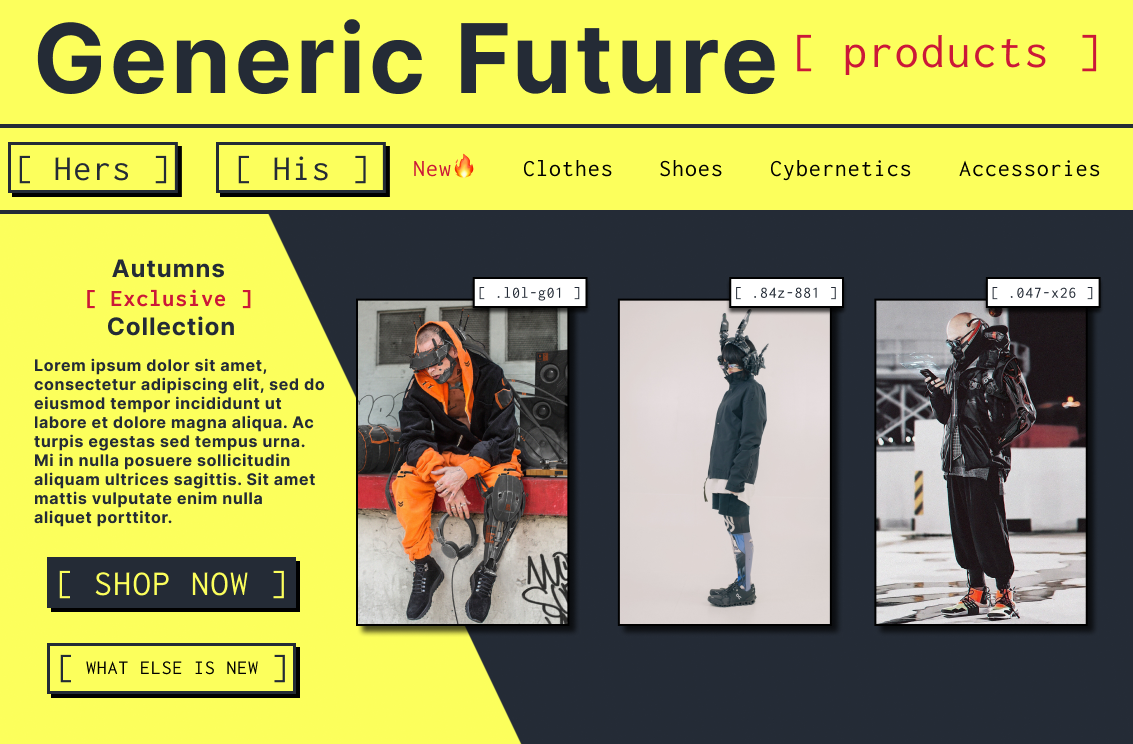 Generic Future [ products ]
[ Hers ] [ His ] New🔥 Clothes Shoes Cybernetics Accessories
Autumns
[ Exclusive ]
Collection
Lorem ipsum dolor sit amet,
consectetur adipiscing elit, sed do
eiusmod tempor incididunt ut
labore et dolore magna aliqua. Ac
turpis egestas sed tempus urna.
Mi in nulla posuere sollicitudin
aliquam ultrices sagittis. Sit amet
mattis vulputate enim nulla
aliquet porttitor.
[ SHOP NOW ]
[ WHAT ELSE IS NEW ]
[ .l0l-g01 ]
[ .84z-881 ]
[ .047-x26 ]